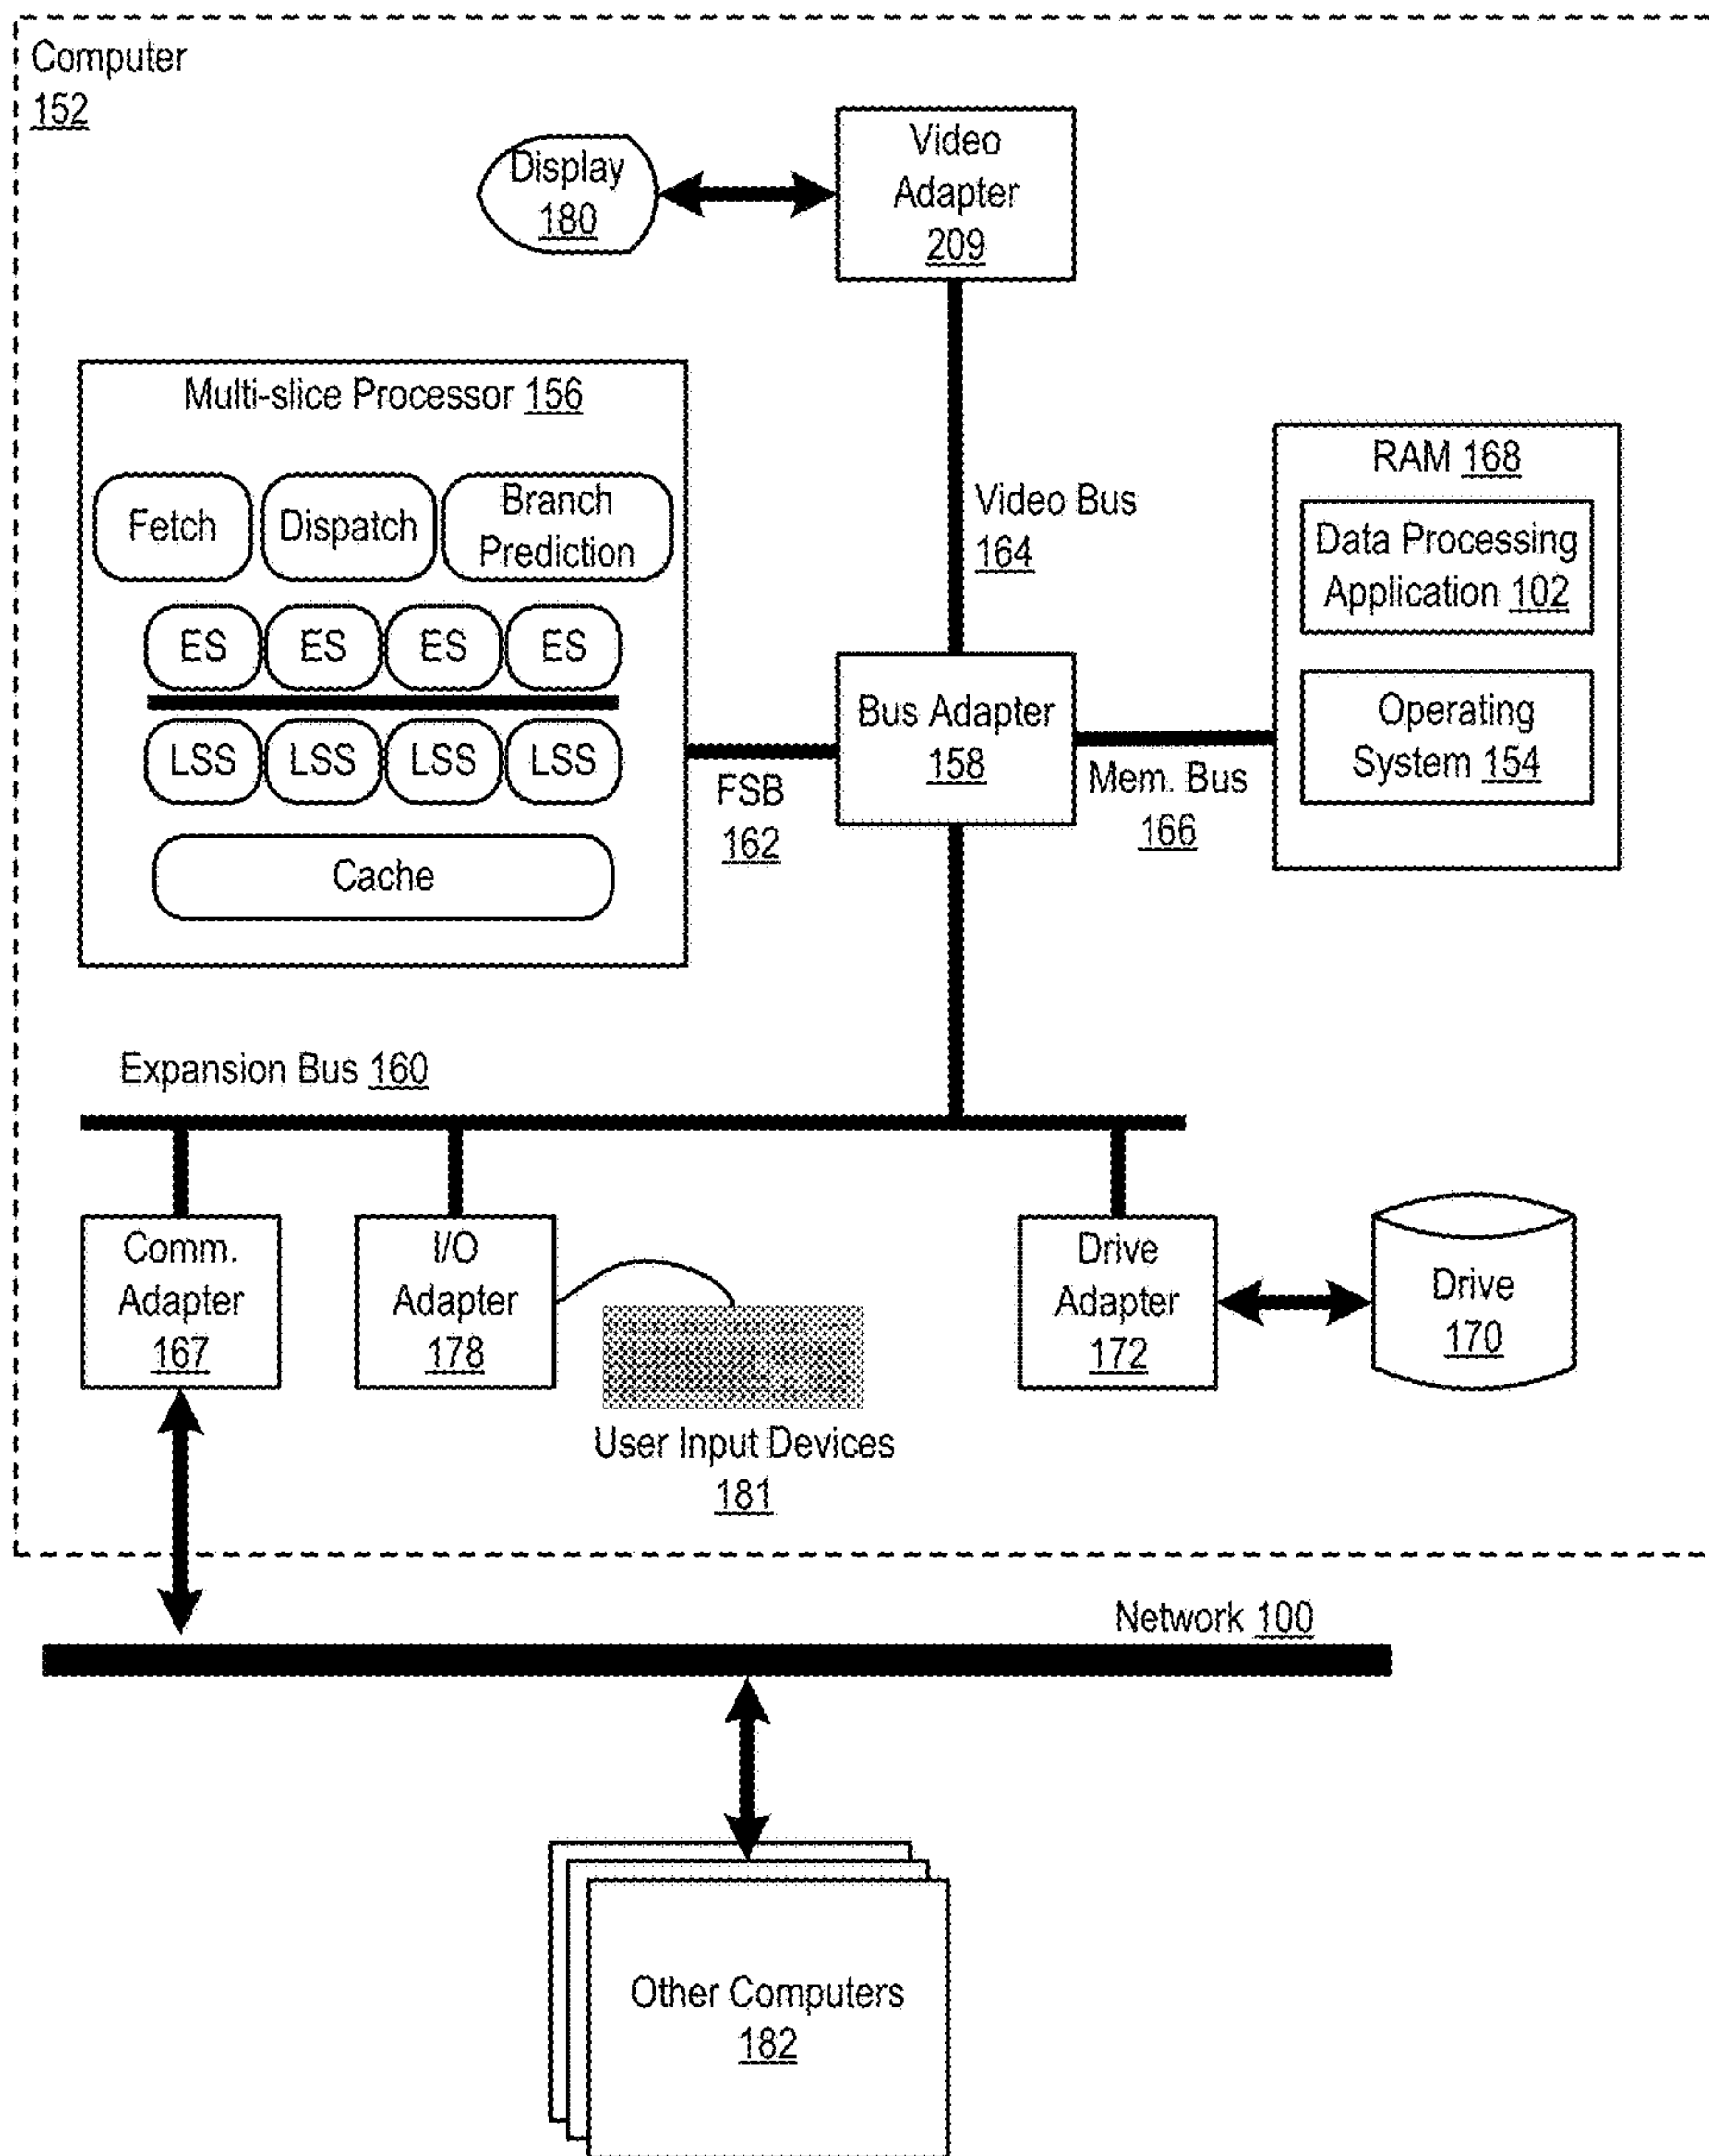 Computer
152
Display
180
Video
Adapter
209
Multi-slice Processor 156
Fetch
Dispatch
Branch
Prediction
ES
ES
ES
ES
LSS
LSS
LSS
LSS
Cache
Video Bus
164
RAM 168
Data Processing
Application 102
Operating
System 154
Bus Adapter
158
FSB
162
Mem. Bus
166
Expansion Bus 160
Comm.
Adapter
167
I/O
Adapter
178
User Input Devices
181
Drive
Adapter
172
Drive
170
Network 100
Other Computers
182